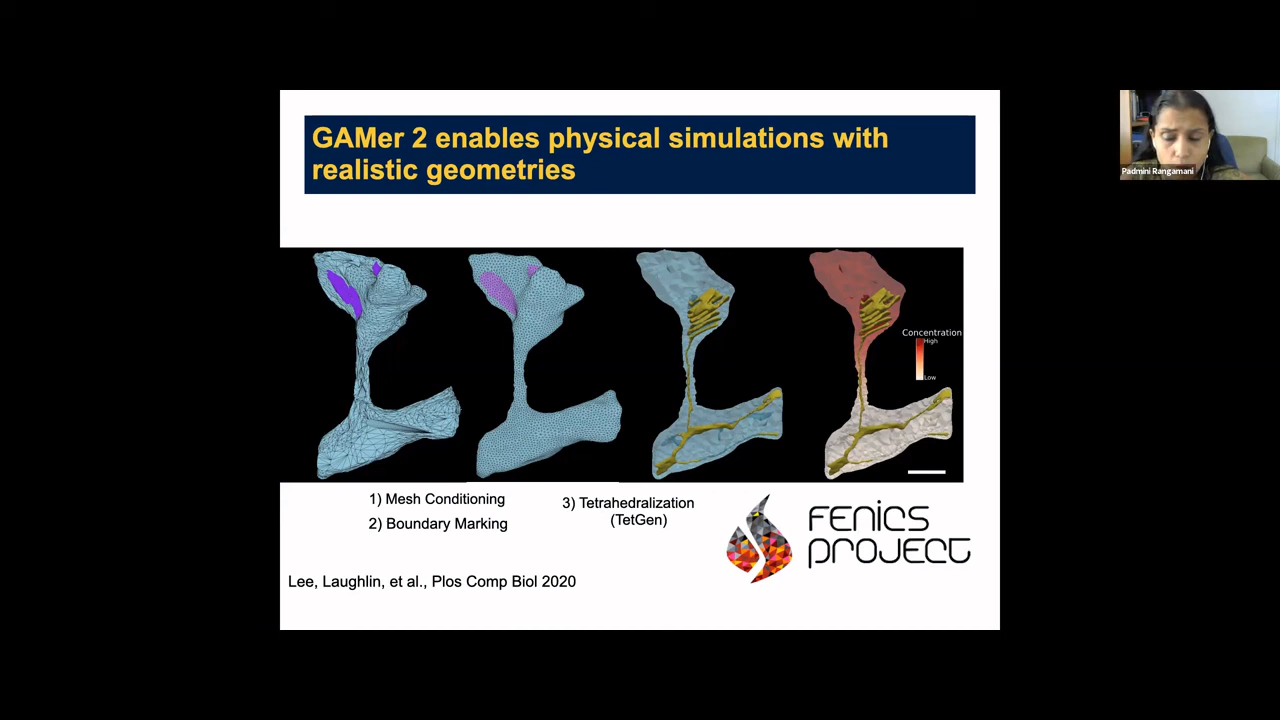 GAMer 2 enables physical simulations with
realistic geometries
Padmini Rangamani
Concentration
High
Low
1) Mesh Conditioning
2) Boundary Marking
3) Tetrahedralization
(TetGen)
FENICS
PROJECT
Lee, Laughlin, et al., Plos Comp Biol 2020